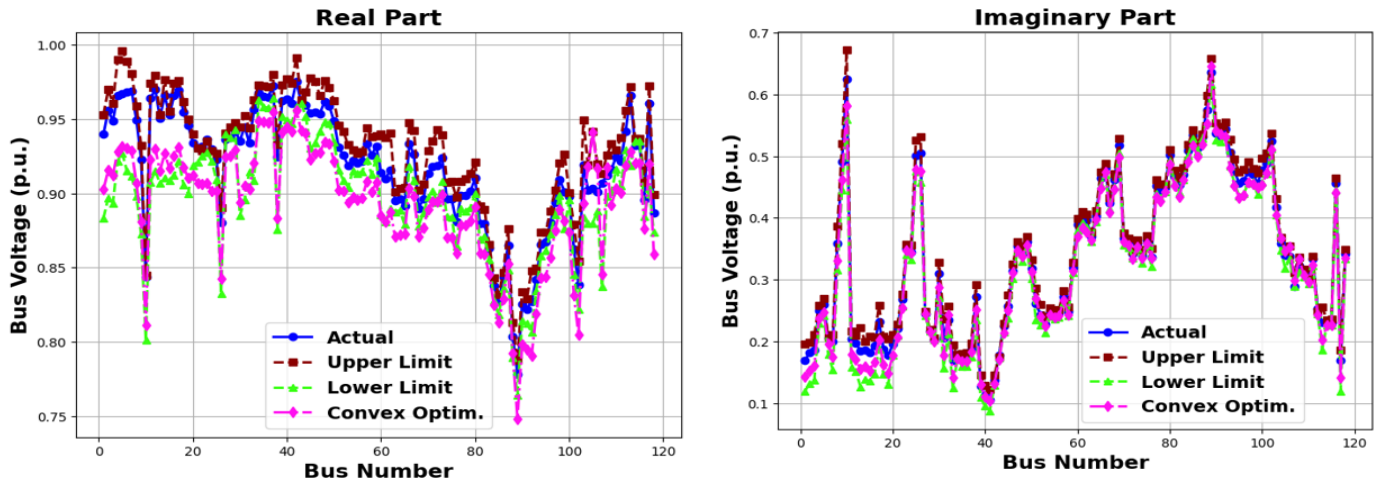 Real Part
Bus Voltage (p.u.)
1.00
0.95
0.90
0.85
0.80
0.75
Actual
Upper Limit
Lower Limit
Convex Optim.
0
20
40
60
80
100
120
Bus Number
Imaginary Part
Bus Voltage (p.u.)
0.7
0.6
0.5
0.4
0.3
0.2
0.1
Actual
Upper Limit
Lower Limit
Convex Optim.
0
20
40
60
80
100
120
Bus Number